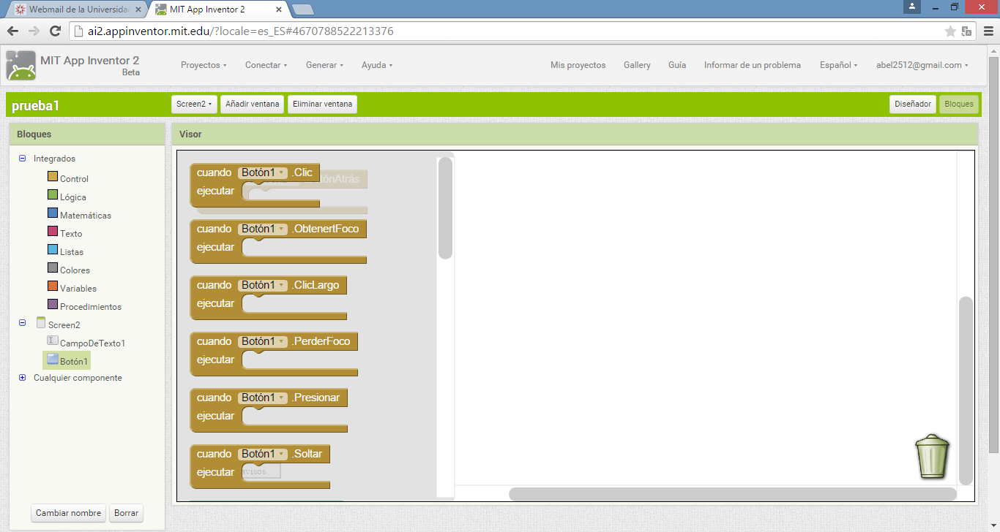 Webmail de la Universida
MIT App Inventor 2
ai2.appinventor.mit.edu/?locale=es_ES#4670788522213376
MIT App Inventor 2
Beta
Proyectos Conectar Generar Ayuda Mis proyectos Gallery Guía Informar de un problema Español abel2512@gmail.com
prueba1 Screen2 Añadir ventana Eliminar ventana Diseñador Bloques
Bloques
Integrados
Control
Lógica
Matemáticas
Texto
Listas
Colores
Variables
Procedimientos
Screen2
CampoDeTexto1
Botón1
Cualquier componente
Cambiar nombre Borrar
Visor
cuando Botón1 .Clic
ejecutar
tónAtrás
cuando Botón1 .ObtenertFoco
ejecutar
cuando Botón1 .ClicLargo
ejecutar
cuando Botón1 .PerderFoco
ejecutar
cuando Botón1 .Presionar
ejecutar
cuando Botón1 .Soltar
ejecutar
avisos